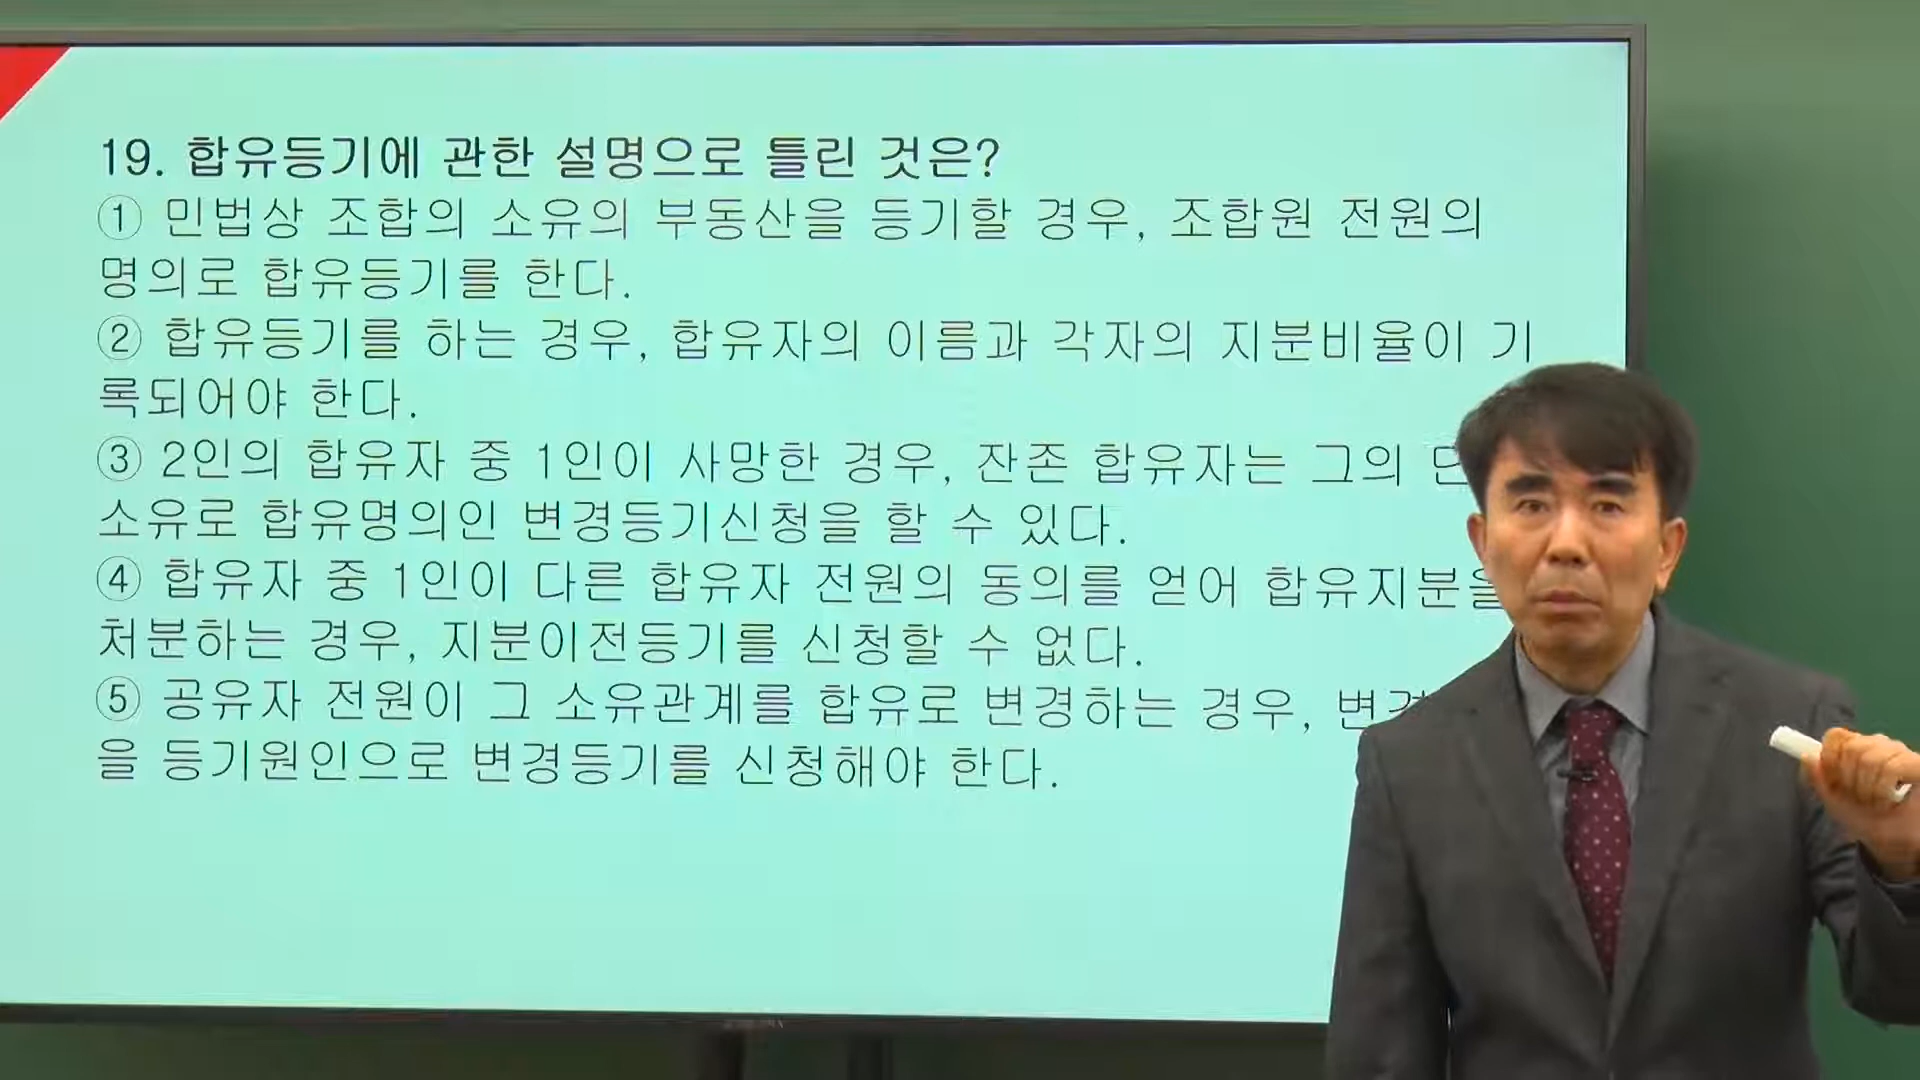 19. 합유등기에 관한 설명으로 틀린 것은?
① 민법상 조합의 소유의 부동산을 등기할 경우, 조합원 전원의
명의로 합유등기를 한다.
② 합유등기를 하는 경우, 합유자의 이름과 각자의 지분비율이 기
록되어야 한다.
③ 2인의 합유자 중 1인이 사망한 경우, 잔존 합유자는 그의
소유로 합유명의인 변경등기신청을 할 수 있다.
④ 합유자 중 1인이 다른 합유자 전원의 동의를 얻어 합유지분을
처분하는 경우, 지분이전등기를 신청할 수 없다.
⑤ 공유자 전원이 그 소유관계를 합유로 변경하는 경우,
을 등기원인으로 변경등기를 신청해야 한다.